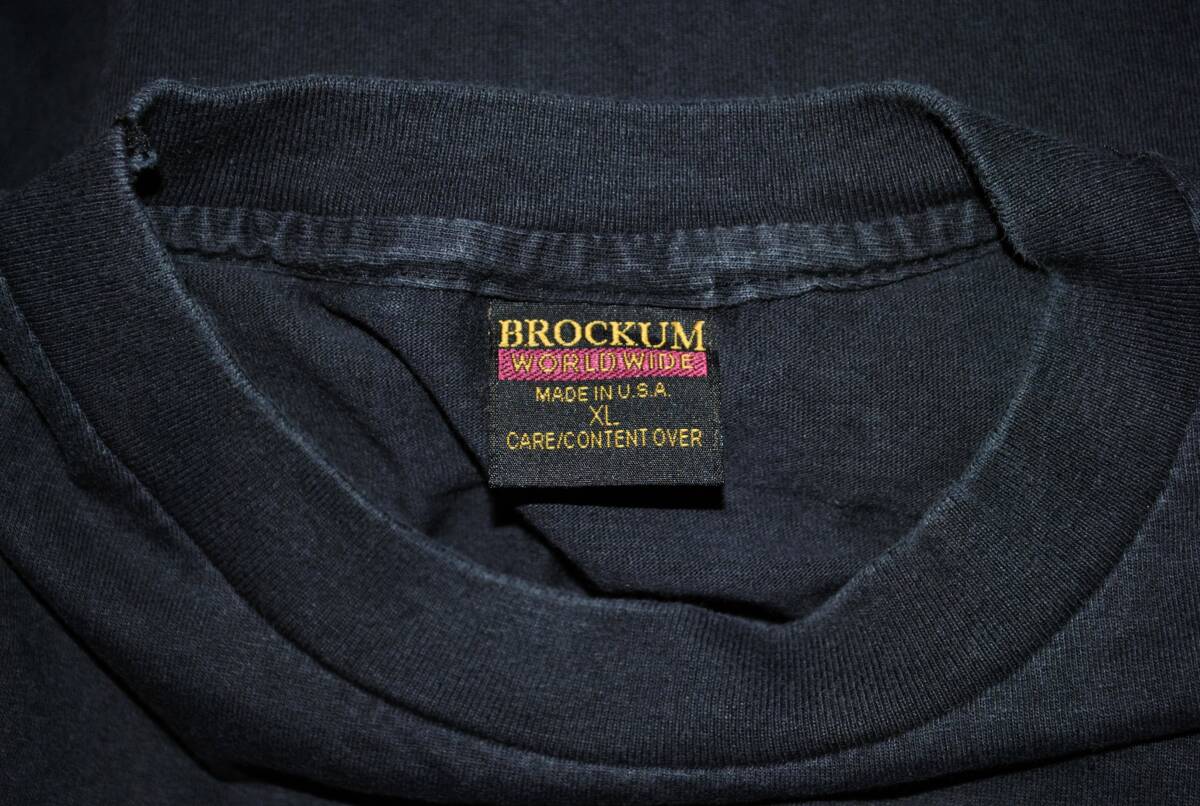 BROCKUM
WORLDWIDE
MADE IN U.S.A.
XL
CARE/CONTENT OVER